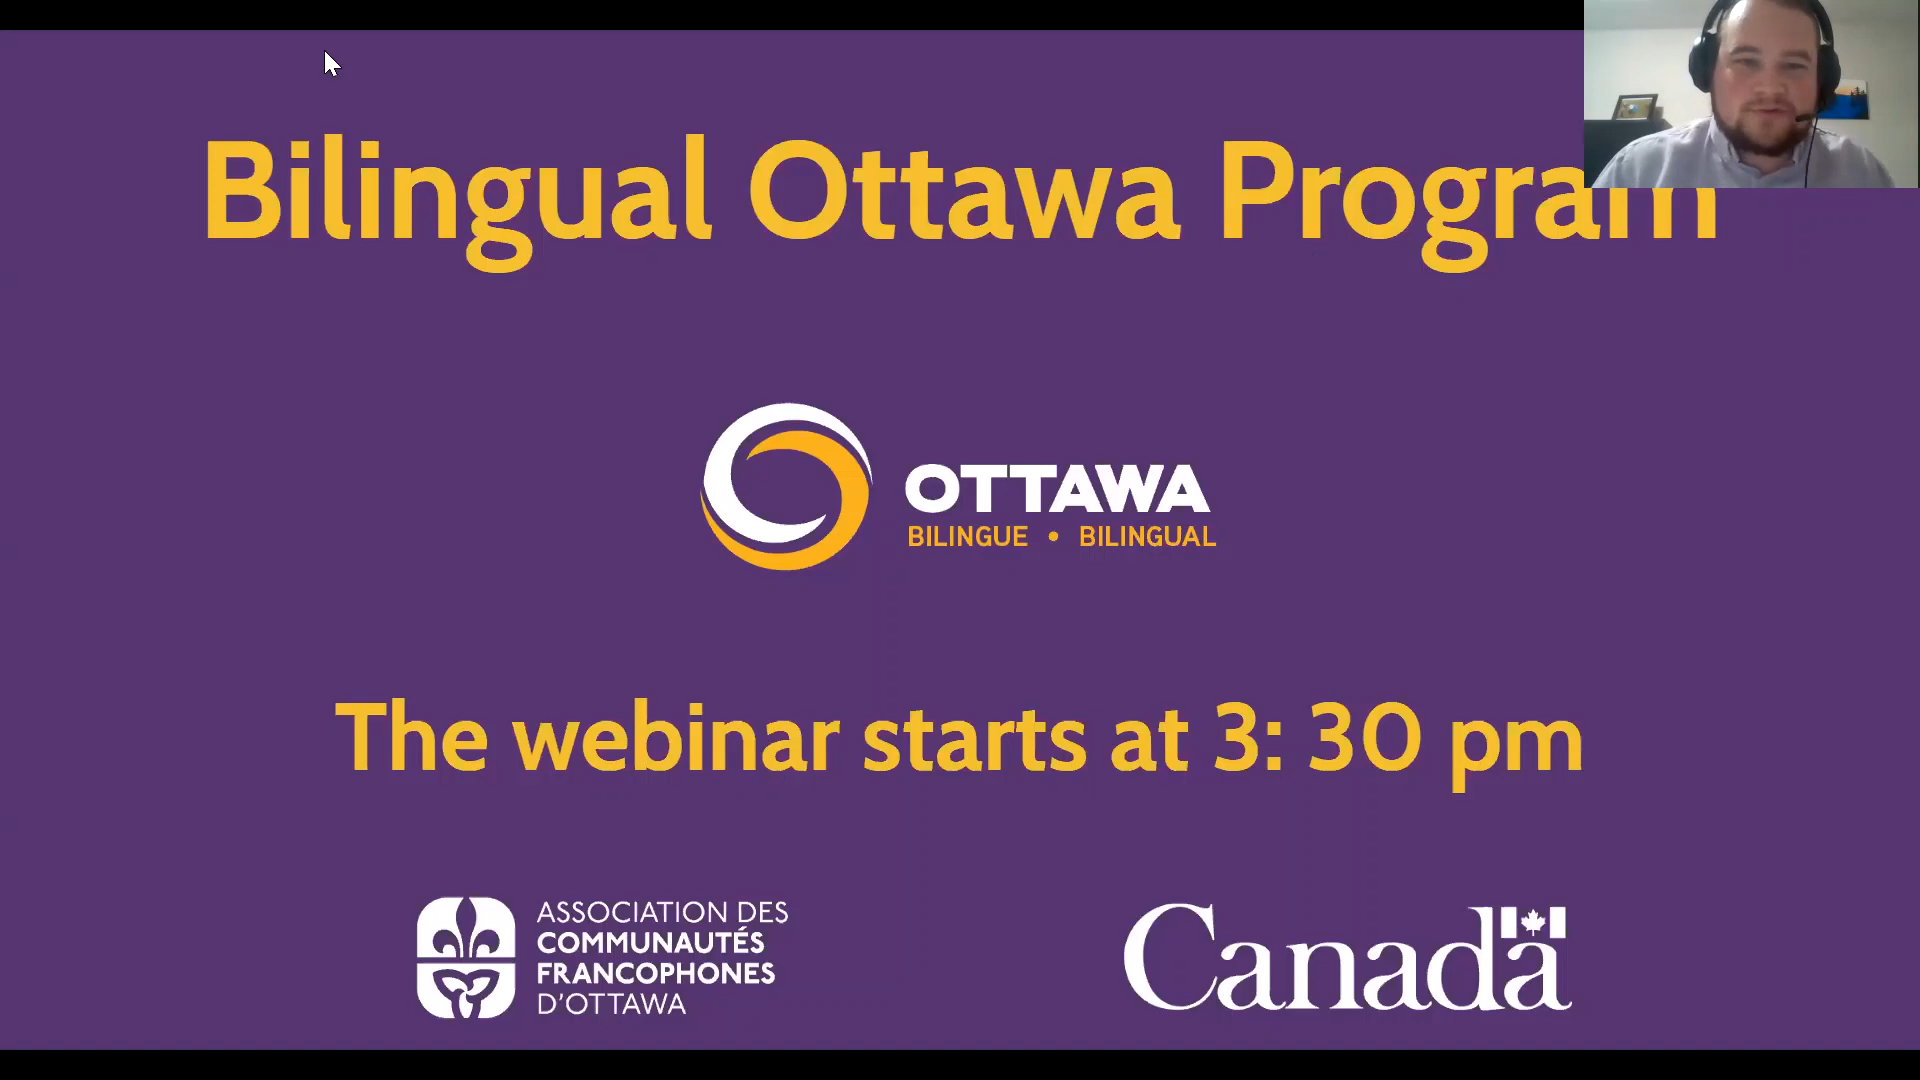 Bilingual Ottawa Program
OTTAWA
BILINGUE • BILINGUAL
The webinar starts at 3: 30 pm
ASSOCIATION DES
COMMUNAUTÉS
FRANCOPHONES
D'OTTAWA
Canada